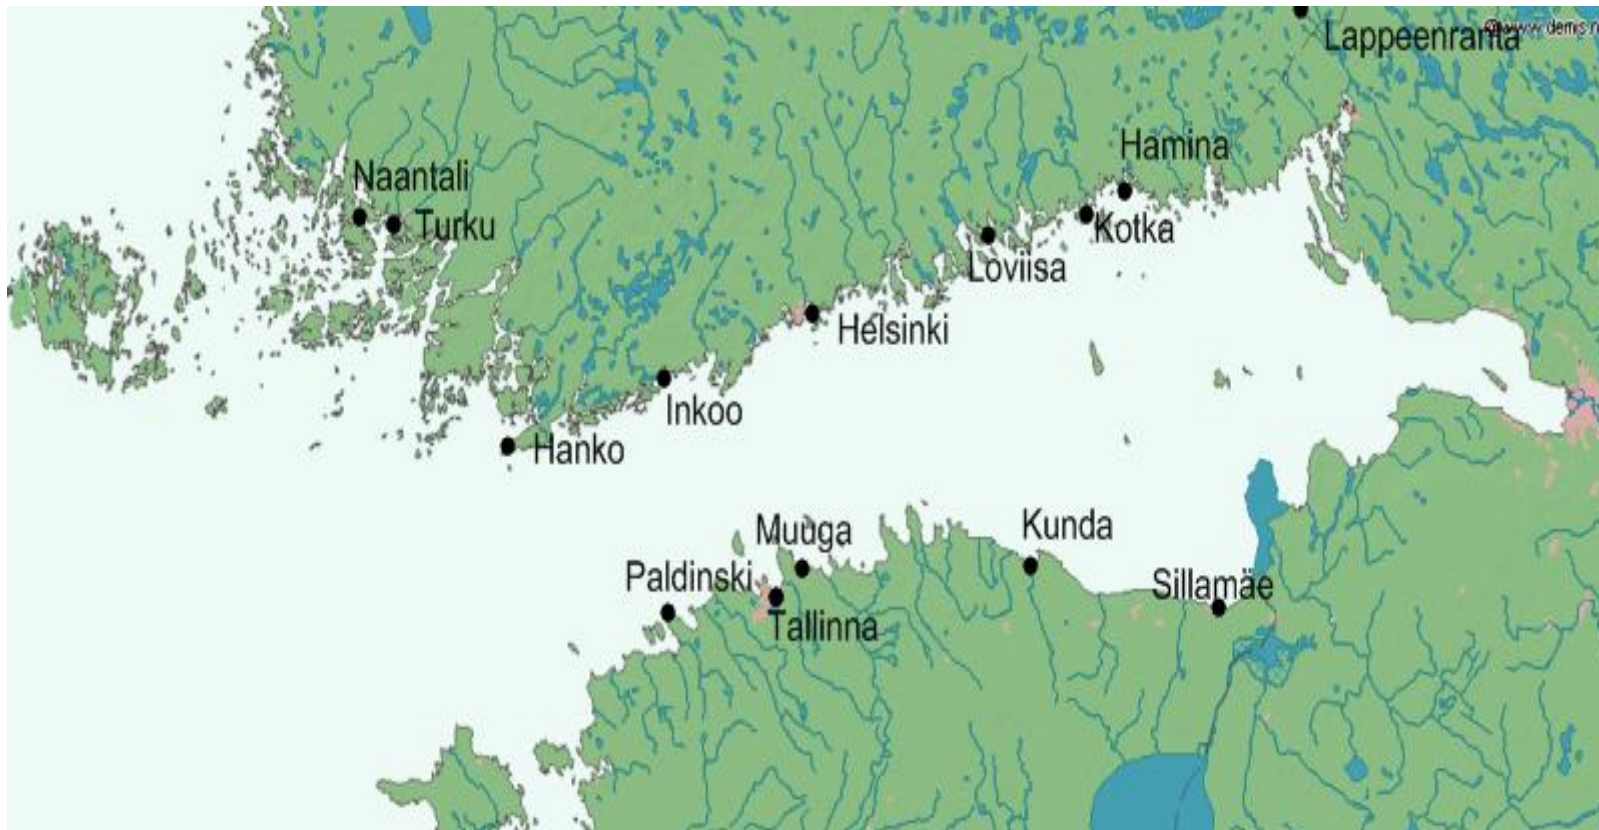 Lappeenranta
Hamina
Naantali
Turku
Kotka
Loviisa
Helsinki
Inkoo
Hanko
Muuga
Kunda
Paldinski
Sillamäe
Tallinna